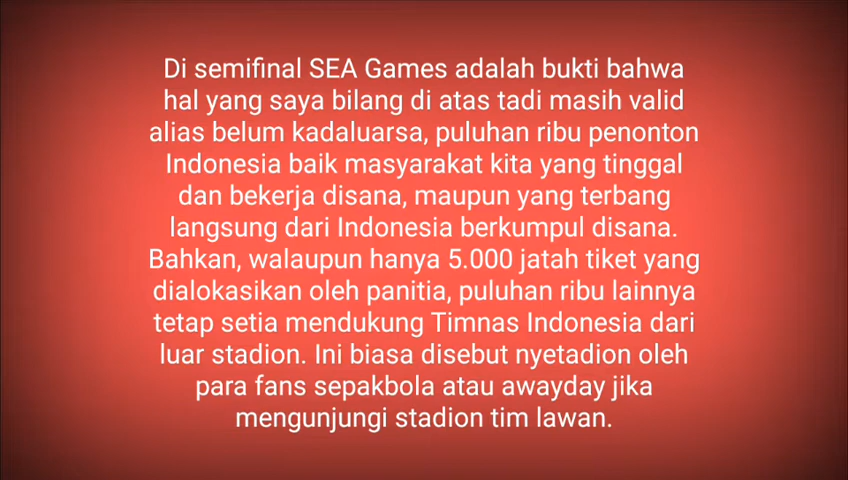 Di semifinal SEA Games adalah bukti bahwa
hal yang saya bilang di atas tadi masih valid
alias belum kadaluarsa, puluhan ribu penonton
Indonesia baik masyarakat kita yang tinggal
dan bekerja disana, maupun yang terbang
langsung dari Indonesia berkumpul disana.
Bahkan, walaupun hanya 5.000 jatah tiket yang
dialokasikan oleh panitia, puluhan ribu lainnya
tetap setia mendukung Timnas Indonesia dari
luar stadion. Ini biasa disebut nyetadion oleh
para fans sepakbola atau awayday jika
mengunjungi stadion tim lawan.